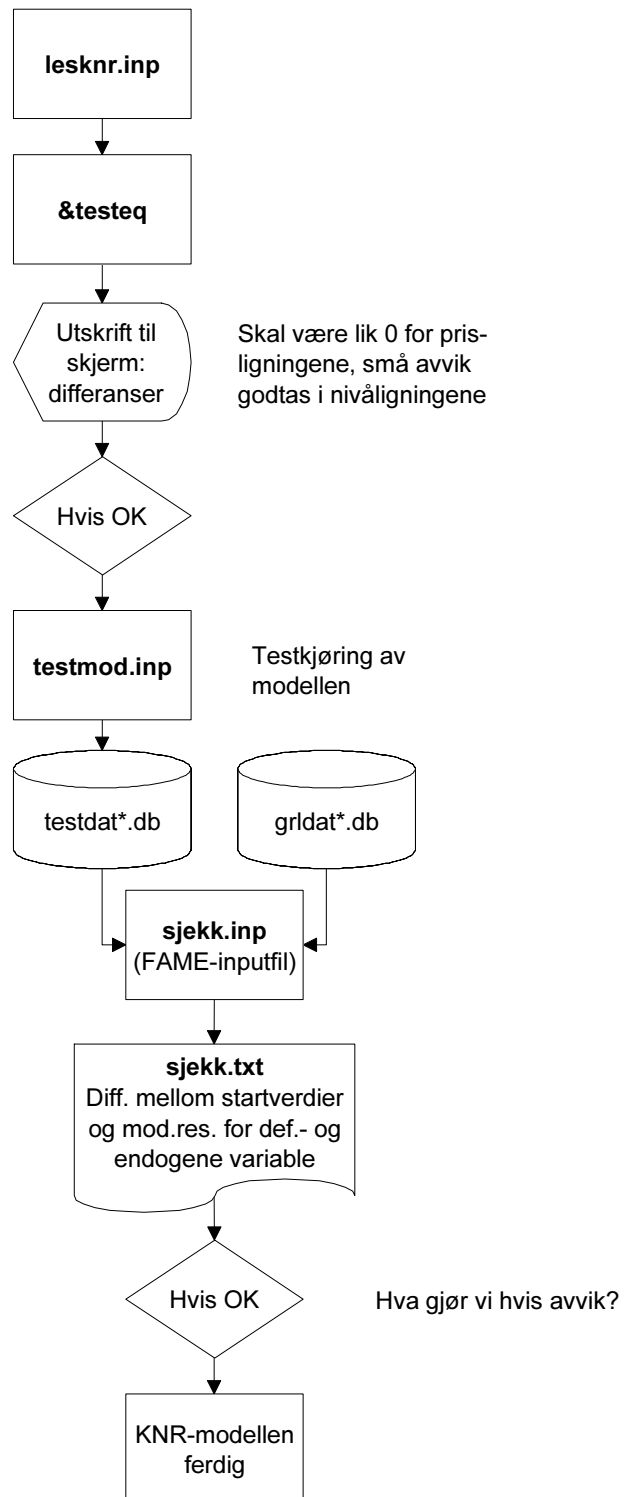 lesknr.inp
&testeq
Utskrift til
skjerm:
differanser
Skal være lik 0 for pris-
ligningene, små avvik
godtas i nivåligningene
Hvis OK
testmod.inp
Testkjøring av
modellen
testdat*.db
grldat*.db
sjekk.inp
(FAME-inputfil)
sjekk.txt
Diff. mellom startverdier
og mod.res. for def.- og
endogene variable
Hvis OK
Hva gjør vi hvis avvik?
KNR-modellen
ferdig